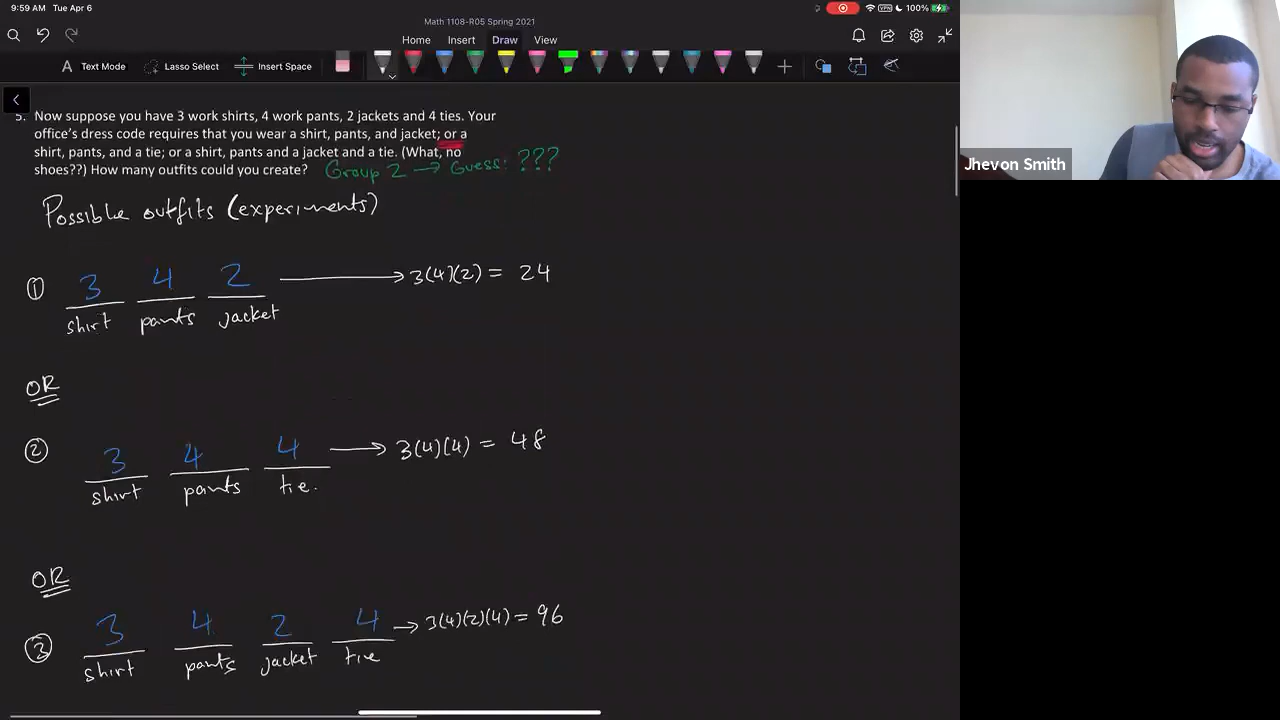 9:59 AM Tue Apr 6
100%
VPN
Math 1108-R05 Spring 2021
Home Insert Draw View
Text Mode Lasso Select Insert Space
5. Now suppose you have 3 work shirts, 4 work pants, 2 jackets and 4 ties. Your
office's dress code requires that you wear a shirt, pants, and jacket; or a
shirt, pants, and a tie; or a shirt, pants and a jacket and a tie. (What, no
shoes??) How many outfits could you create? Group 2 → Guess: ???
Possible outfits (experiments)
① 3 4 2 → 3(4)(2) = 24
shirt pants jacket
OR
② 3 4 4 → 3(4)(4) = 48
shirt pants tie.
OR
③ 3 4 2 4 → 3(4)(2)(4) = 96
shirt pants jacket tie
Jhevon Smith